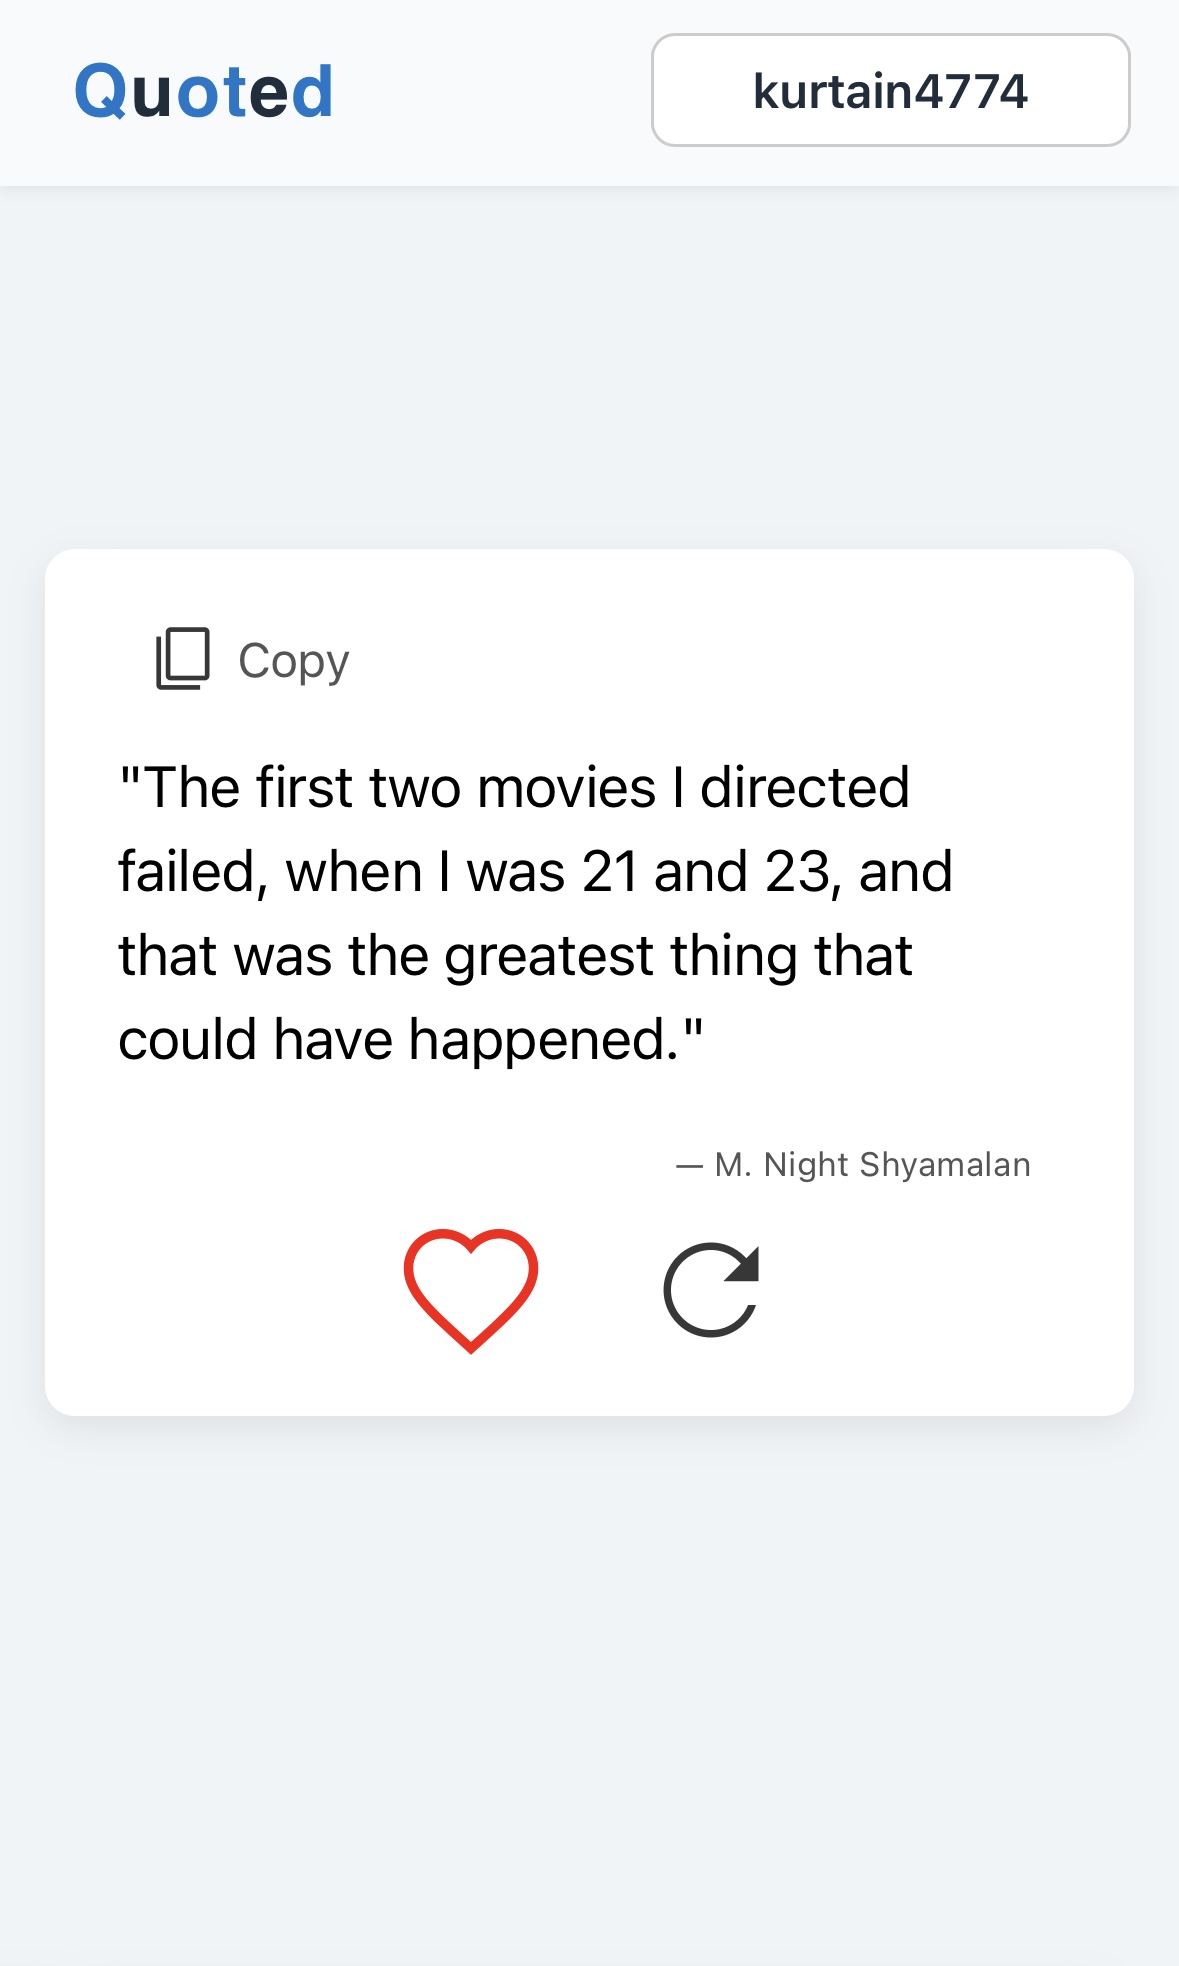 Quoted
kurtain4774
Copy
"The first two movies I directed
failed, when I was 21 and 23, and
that was the greatest thing that
could have happened."
— M. Night Shyamalan